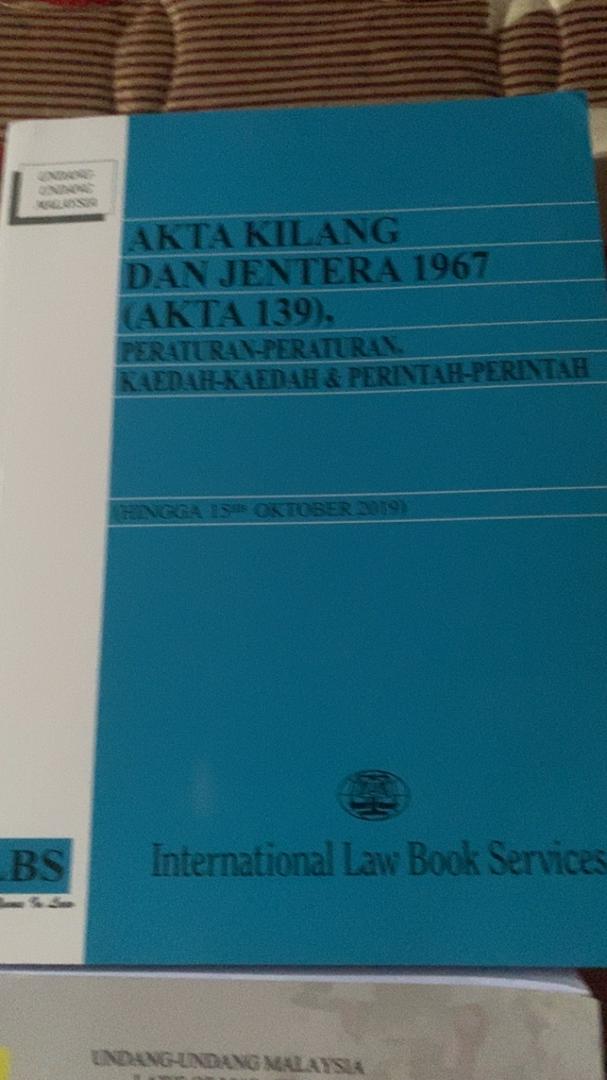 UNDANG-
UNDANG
MALAYSIA
AKTA KILANG
DAN JENTERA 1967
(AKTA 139),
PERATURAN-PERATURAN,
KAEDAH-KAEDAH & PERINTAH-PERINTAH
(HINGGA 15HB OKTOBER 2019)
LBS
International Law Book Services
UNDANG-UNDANG MALAYSIA